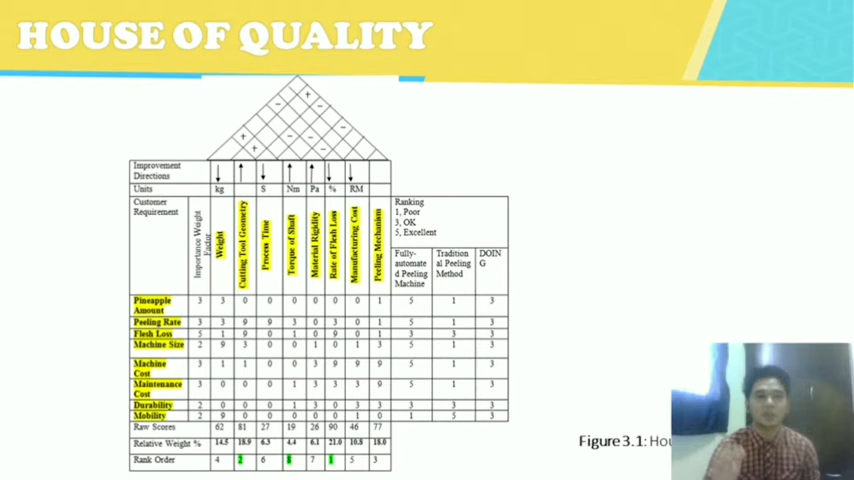 HOUSE OF QUALITY
Improvement Directions
Units kg S Nm Pa % RM
Customer Requirement
Importance Weight Factor
Weight
Cutting Tool Geometry
Process Time
Torque of Shaft
Material Rigidity
Rate of Flesh Loss
Manufacturing Cost
Peeling Mechanism
Ranking
1, Poor
3, OK
5, Excellent
Fully-automated Peeling Machine
Traditional Peeling Method
DOING
Pineapple Amount 3 3 0 0 0 0 0 0 1 5 1 3
Peeling Rate 3 3 9 9 3 0 3 0 1 5 1 3
Flesh Loss 5 1 9 0 1 0 9 0 1 3 3 3
Machine Size 2 9 3 0 0 1 0 1 3 5 1 3
Machine Cost 3 1 1 0 0 3 9 9 9 5 1 3
Maintenance Cost 3 0 0 0 1 3 3 3 9 5 1 3
Durability 2 0 0 0 1 3 0 3 3 3 3 3
Mobility 2 9 0 0 0 0 0 1 0 1 5 3
Raw Scores 62 81 27 19 26 90 46 77
Relative Weight % 14.5 18.9 6.3 4.4 6.1 21.0 10.8 18.0
Rank Order 4 2 6 8 7 1 5 3
Figure 3.1: Hou